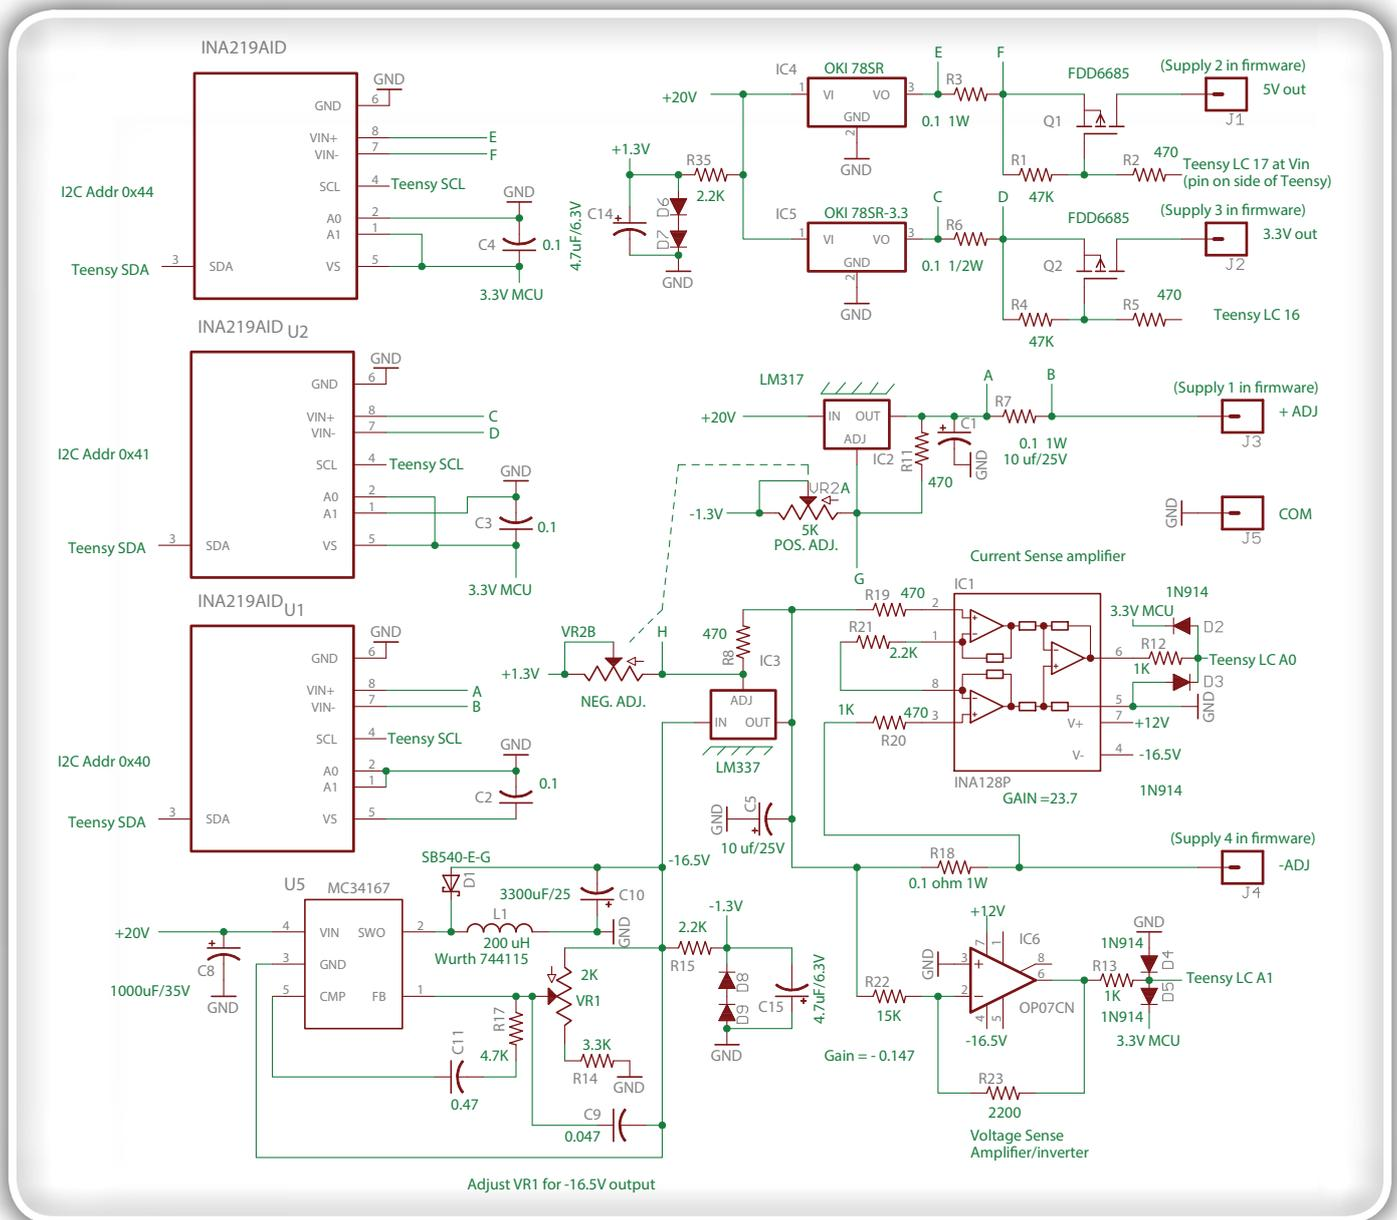 INA219AID
GND
GND 6
VIN+ 8 E
VIN- 7 F
I2C Addr 0x44
SCL 4 Teensy SCL
GND
A0 2
A1 1
C4 0.1
Teensy SDA 3 SDA
VS 5
3.3V MCU
INA219AID U2
GND
GND 6
VIN+ 8 C
VIN- 7 D
I2C Addr 0x41
SCL 4 Teensy SCL
GND
A0 2
A1 1
C3 0.1
Teensy SDA 3 SDA
VS 5
3.3V MCU
INA219AID U1
GND
GND 6
VIN+ 8 A
VIN- 7 B
SCL 4 Teensy SCL
I2C Addr 0x40
GND
A0 2
A1 1
C2 0.1
Teensy SDA 3 SDA
VS 5
E F
IC4 OKI 78SR
R3
FDD6685
(Supply 2 in firmware)
5V out
J1
+20V
1 VI VO 3
GND
2
GND
0.1 1W
Q1
+1.3V
R35
2.2K
C14
4.7uF/6.3V
D6
D7
GND
R1
47K
R2
470
Teensy LC 17 at Vin
(pin on side of Teensy)
C D
IC5 OKI 78SR-3.3
R6
FDD6685
(Supply 3 in firmware)
3.3V out
J2
1 VI VO 3
GND
2
GND
0.1 1/2W
Q2
R4
47K
R5
470
Teensy LC 16
LM317
A B
(Supply 1 in firmware)
+ ADJ
J3
+20V
IN OUT
ADJ
IC2
R11
470
C1
GND
R7
0.1 1W
10 uf/25V
VR2A
-1.3V
5K
POS. ADJ.
G
GND
COM
J5
Current Sense amplifier
VR2B
H
+1.3V
NEG. ADJ.
470
R8
IC3
ADJ
IN OUT
LM337
R19 470
R21
2.2K
1K 470
R20
IC1
2
1
8
3
6
5
7
4
V+
V-
INA128P
GAIN =23.7
1N914
3.3V MCU
D2
R12
1K
Teensy LC A0
D3
GND
+12V
-16.5V
1N914
GND
C5
10 uf/25V
(Supply 4 in firmware)
R18
0.1 ohm 1W
-ADJ
J4
SB540-E-G
D1
3300uF/25
C10
-16.5V
U5 MC34167
+20V
4 VIN SWO 2
3 GND
5 CMP FB 1
C8
1000uF/35V
GND
L1
200 uH
Wurth 744115
GND
2K
VR1
R17
4.7K
C11
0.47
3.3K
R14
GND
C9
0.047
-1.3V
2.2K
R15
D8
D9
C15
4.7uF/6.3V
GND
R22
15K
Gain = - 0.147
+12V
GND
7 1
IC6
3
2
8
6
4 5
OP07CN
-16.5V
R23
2200
GND
1N914
D4
R13
1K
Teensy LC A1
D5
1N914
3.3V MCU
Voltage Sense
Amplifier/inverter
Adjust VR1 for -16.5V output